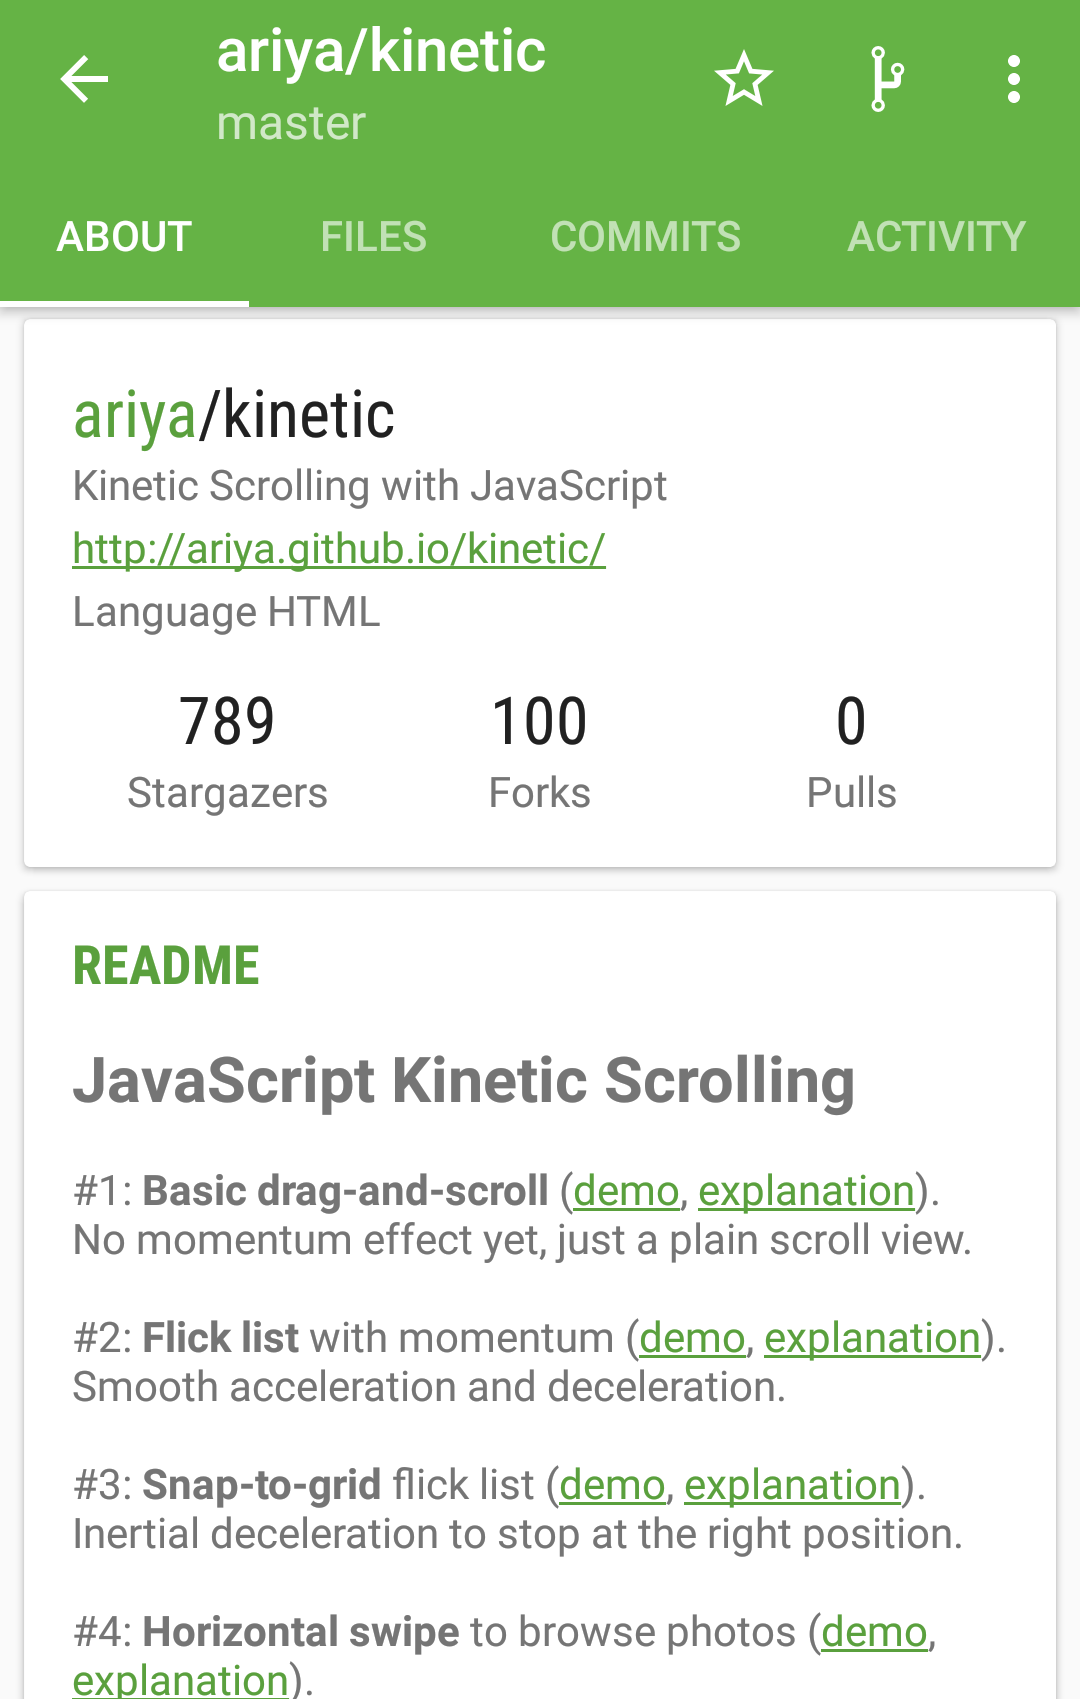 ariya/kinetic
master
ABOUT FILES COMMITS ACTIVITY
ariya/kinetic
Kinetic Scrolling with JavaScript
http://ariya.github.io/kinetic/
Language HTML
789 100 0
Stargazers Forks Pulls
README
JavaScript Kinetic Scrolling
#1: Basic drag-and-scroll (demo, explanation).
No momentum effect yet, just a plain scroll view.
#2: Flick list with momentum (demo, explanation).
Smooth acceleration and deceleration.
#3: Snap-to-grid flick list (demo, explanation).
Inertial deceleration to stop at the right position.
#4: Horizontal swipe to browse photos (demo,
explanation).